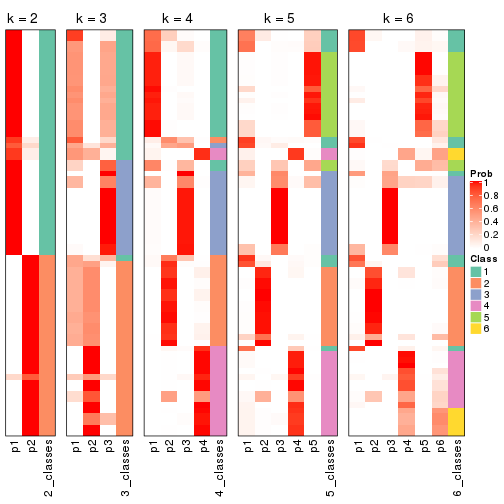 k = 2
k = 3
k = 4
k = 5
k = 6
Prob
1
0.8
0.6
0.4
0.2
0
Class
1
2
3
4
5
6
p1
p2
2_classes
p1
p2
p3
3_classes
p1
p2
p3
p4
4_classes
p1
p2
p3
p4
p5
5_classes
p1
p2
p3
p4
p5
p6
6_classes